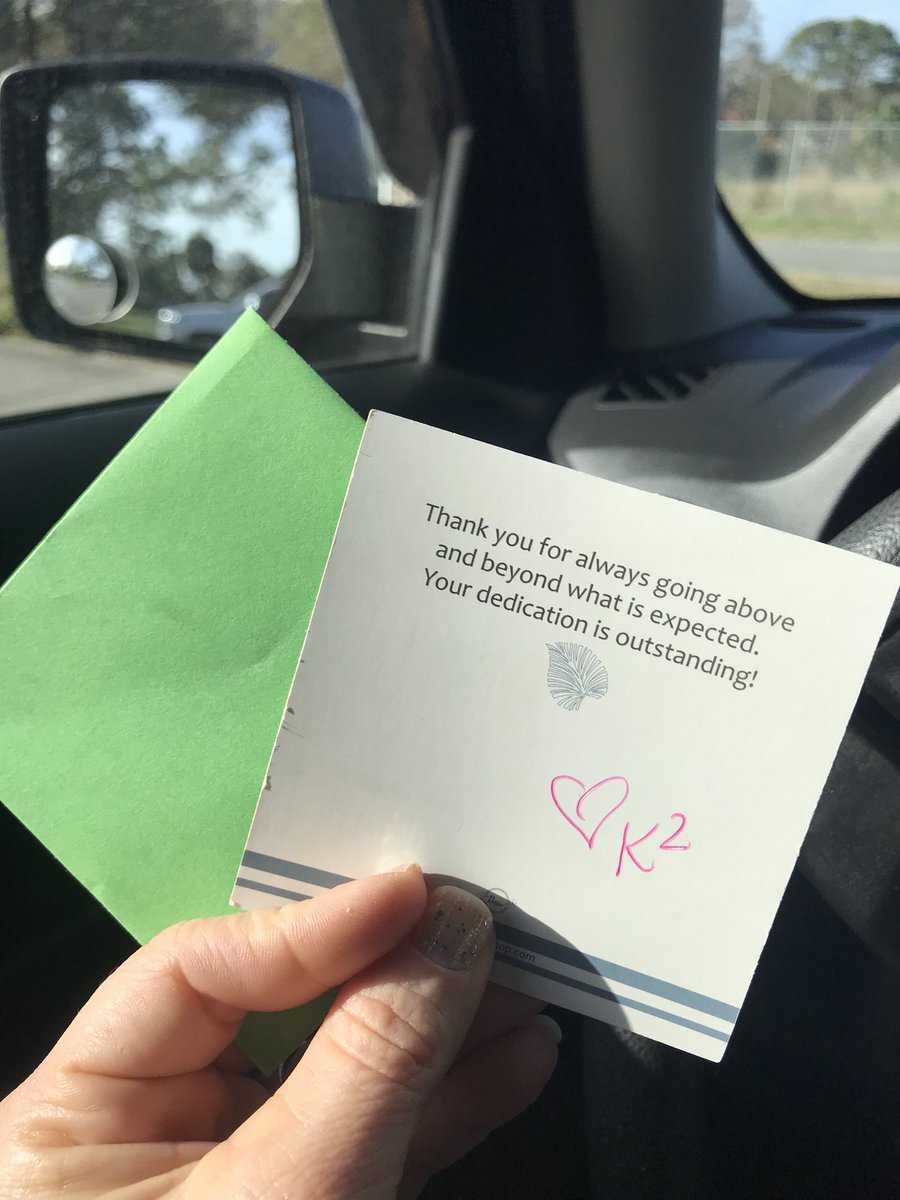 Thank you for always going above
and beyond what is expected.
Your dedication is outstanding!
♡ K²